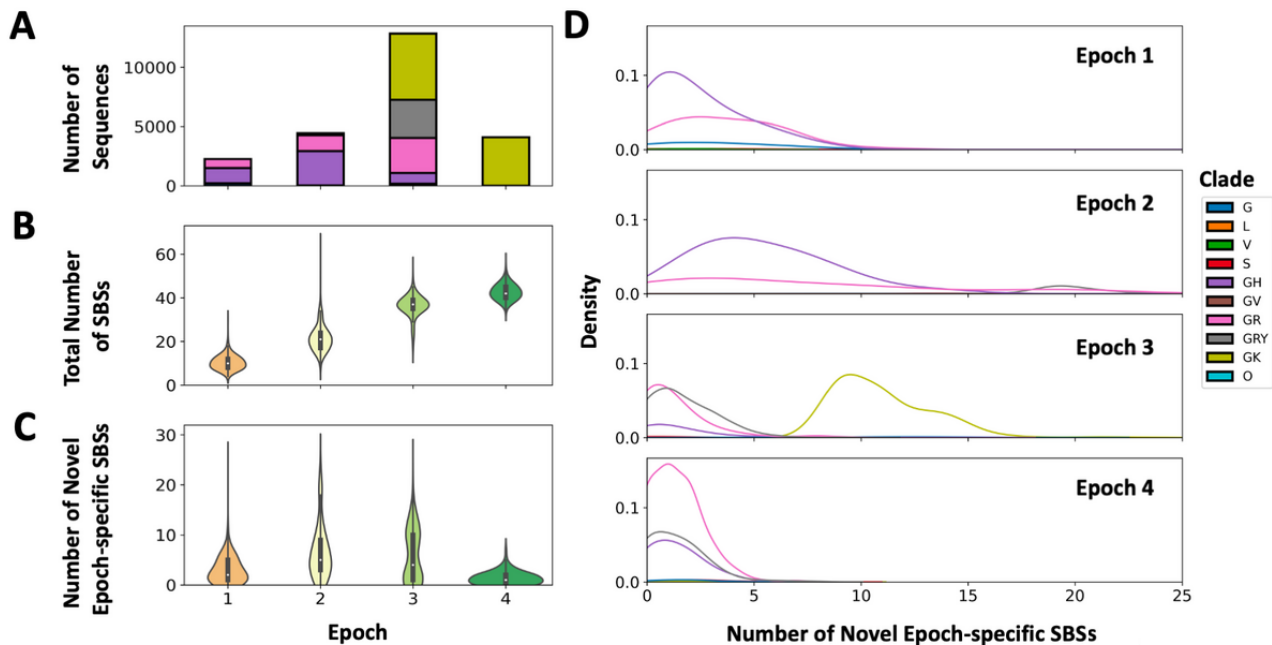 A
Number of
Sequences
10000
5000
0
B
Total Number
of SBSs
60
40
20
0
C
Number of Novel
Epoch-specific SBSs
30
20
10
0
1 2 3 4
Epoch
D
Density
0.1
0.0
Epoch 1
0.1
0.0
Epoch 2
0.1
0.0
Epoch 3
0.1
0.0
Epoch 4
0 5 10 15 20 25
Number of Novel Epoch-specific SBSs
Clade
G
L
V
S
GH
GV
GR
GRY
GK
O